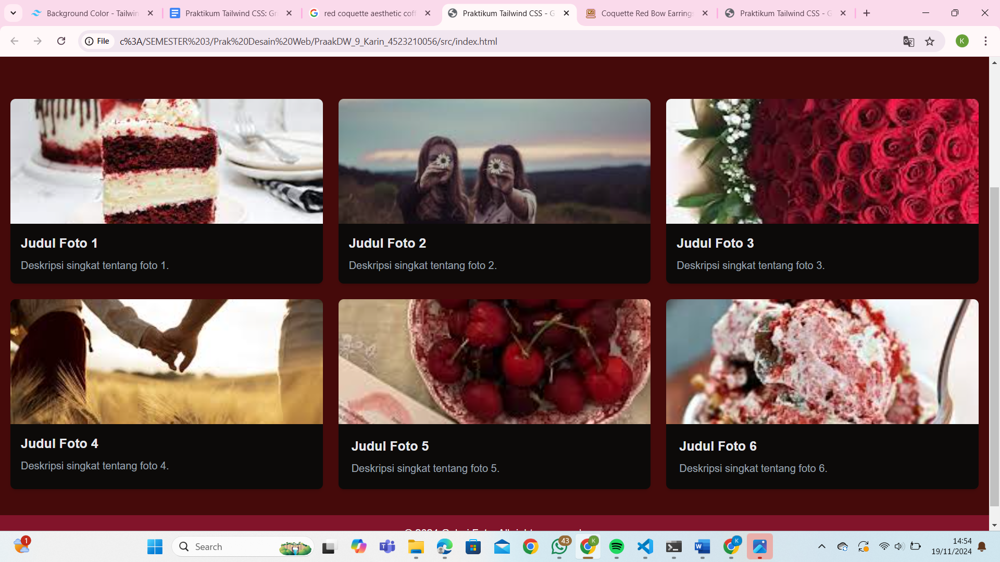 Background Color - Tailwin
Praktikum Tailwind CSS: Gr
red coquette aesthetic coff
Praktikum Tailwind CSS - G
Coquette Red Bow Earrings
Praktikum Tailwind CSS - G
File
c%3A/SEMESTER%203/Prak%20Desain%20Web/PraakDW_9_Karin_4523210056/src/index.html
K
Judul Foto 1
Deskripsi singkat tentang foto 1.
Judul Foto 2
Deskripsi singkat tentang foto 2.
Judul Foto 3
Deskripsi singkat tentang foto 3.
Judul Foto 4
Deskripsi singkat tentang foto 4.
Judul Foto 5
Deskripsi singkat tentang foto 5.
Judul Foto 6
Deskripsi singkat tentang foto 6.
1
Search
43
K
K
14:54
19/11/2024